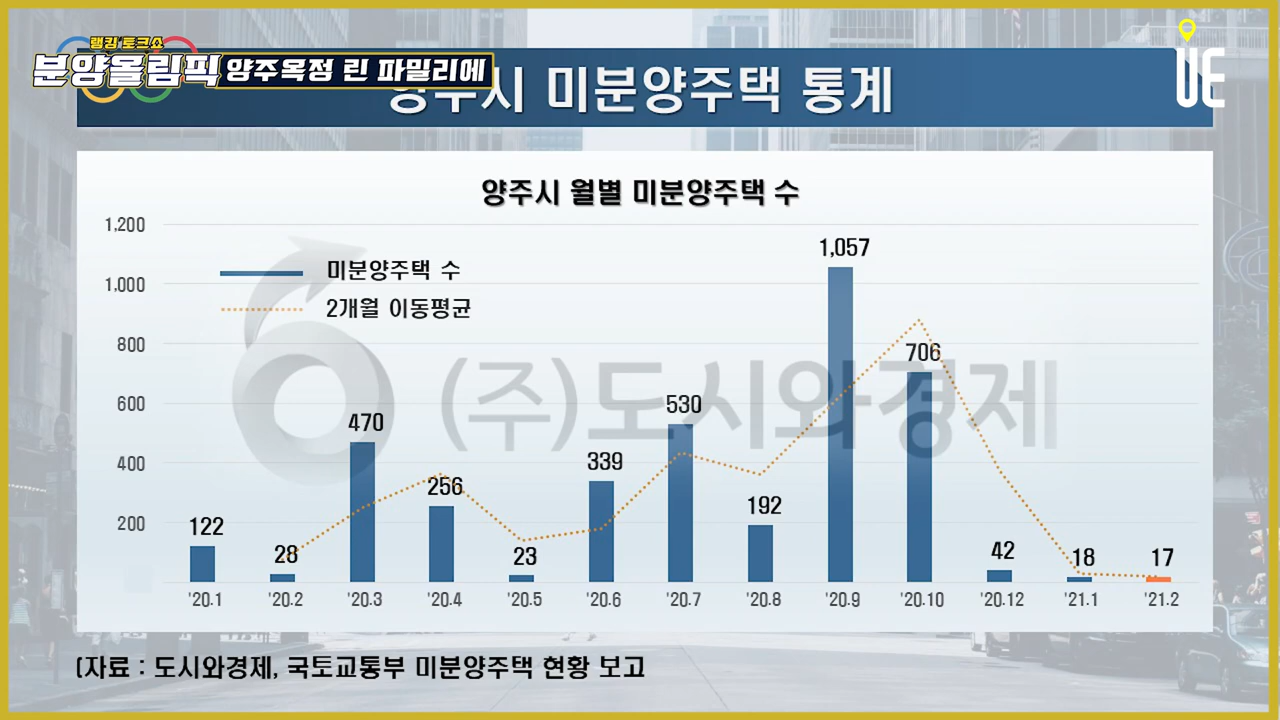 랭킹 토크쇼
분양올림픽 양주옥정 린 파밀리에
UE
양주시 미분양주택 통계
양주시 월별 미분양주택 수
1,200
1,000
800
600
400
200
미분양주택 수
2개월 이동평균
(주)도시와경제
122
28
470
256
23
339
530
192
1,057
706
42
18
17
'20.1 '20.2 '20.3 '20.4 '20.5 '20.6 '20.7 '20.8 '20.9 '20.10 '20.12 '21.1 '21.2
(자료 : 도시와경제, 국토교통부 미분양주택 현황 보고